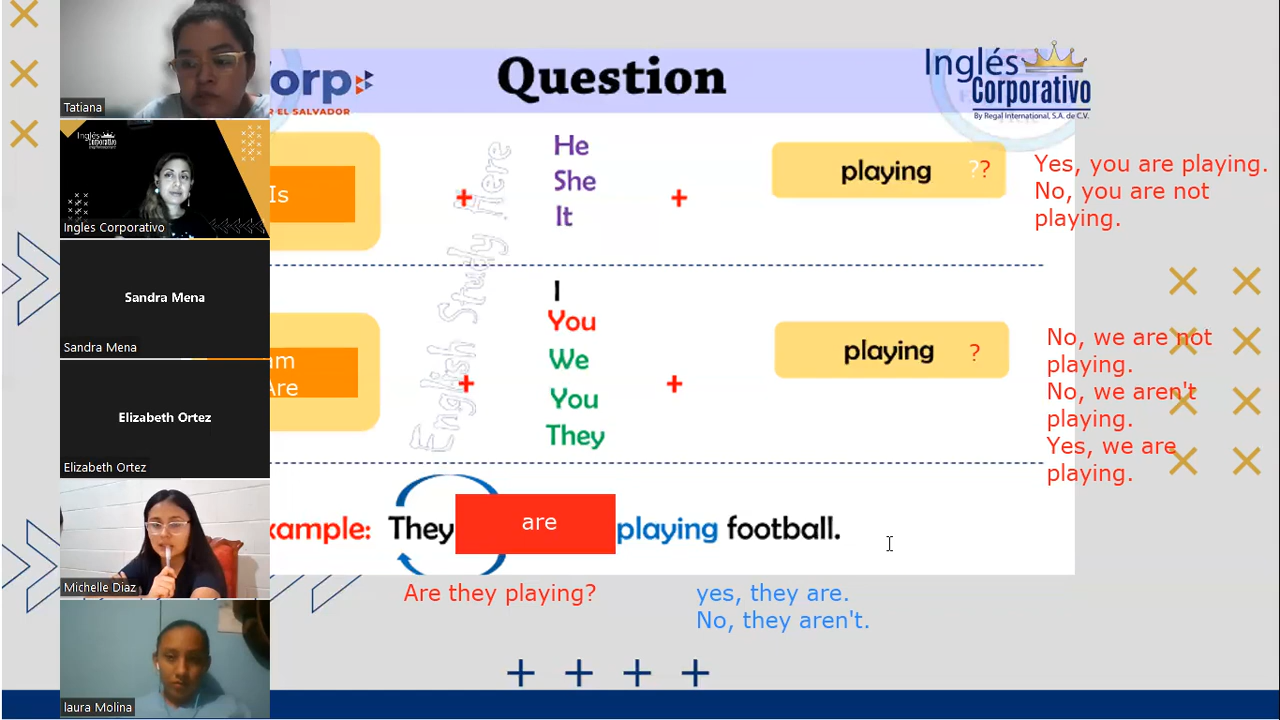 Tatiana
Inglés
Corporativo
Ingles Corporativo
Sandra Mena
Sandra Mena
Elizabeth Ortez
Elizabeth Ortez
Michelle Diaz
laura Molina
orp
R EL SALVADOR
Question
Inglés
Corporativo
By Regal International, S.A. de C.V.
English Study Here
Is
+
He
She
It
+
playing ??
Yes, you are playing.
No, you are not
playing.
am
Are
+
I
You
We
You
They
+
playing ?
No, we are not
playing.
No, we aren't
playing.
Yes, we are
playing.
xample: They are playing football.
Are they playing?
yes, they are.
No, they aren't.